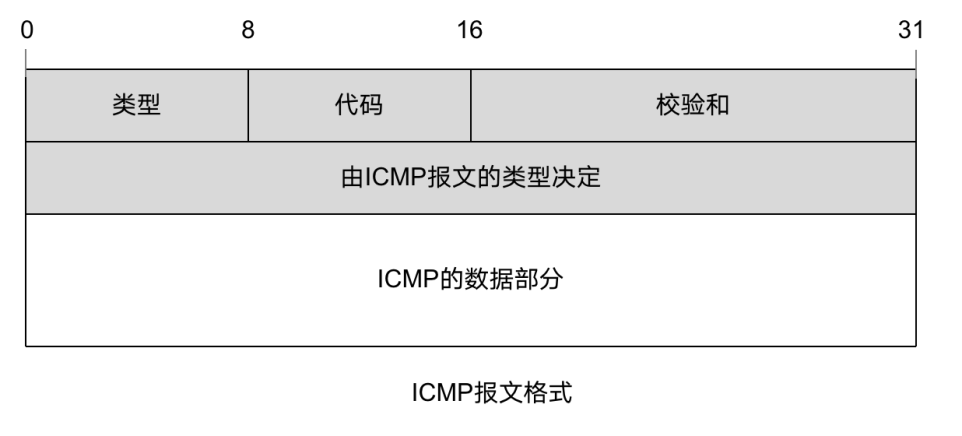 0 8 16 31
类型 代码 校验和
由ICMP报文的类型决定
ICMP的数据部分
ICMP报文格式